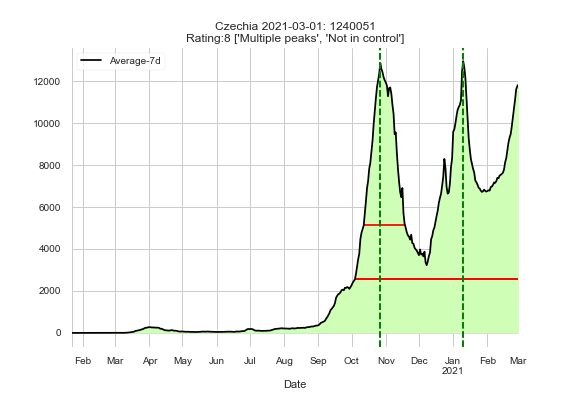 Czechia 2021-03-01: 1240051
Rating:8 ['Multiple peaks', 'Not in control']
Average-7d
12000
10000
8000
6000
4000
2000
0
Feb Mar Apr May Jun Jul Aug Sep Oct Nov Dec Jan Feb Mar
2021
Date